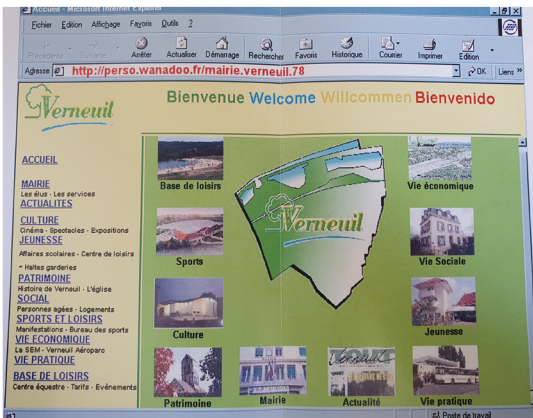 Accueil - Microsoft Internet Explorer
Fichier Edition Affichage Favoris Outils ?
Précédente Suivante Arrêter Actualiser Démarrage Rechercher Favoris Historique Courrier Imprimer Edition
Adresse http://perso.wanadoo.fr/mairie.verneuil.78 OK Liens »
Verneuil
Bienvenue Welcome Willcommen Bienvenido
ACCUEIL
MAIRIE
Les élus - Les services
ACTUALITES
CULTURE
Cinéma - Spectacles - Expositions
JEUNESSE
Affaires scolaires - Centre de loisirs
- Haltes garderies
PATRIMOINE
Histoire de Verneuil - L'église
SOCIAL
Personnes agées - Logements
SPORTS ET LOISIRS
Manifestations - Bureau des sports
VIE ECONOMIQUE
La SEM - Verneuil Aéroparc
VIE PRATIQUE
BASE DE LOISIRS
Centre équestre - Tarifs - Evènements
Base de loisirs
Sports
Culture
Patrimoine
Mairie
Verneuil
Verneuil
Actualité
Vie économique
Vie Sociale
Jeunesse
Vie pratique
Poste de travail